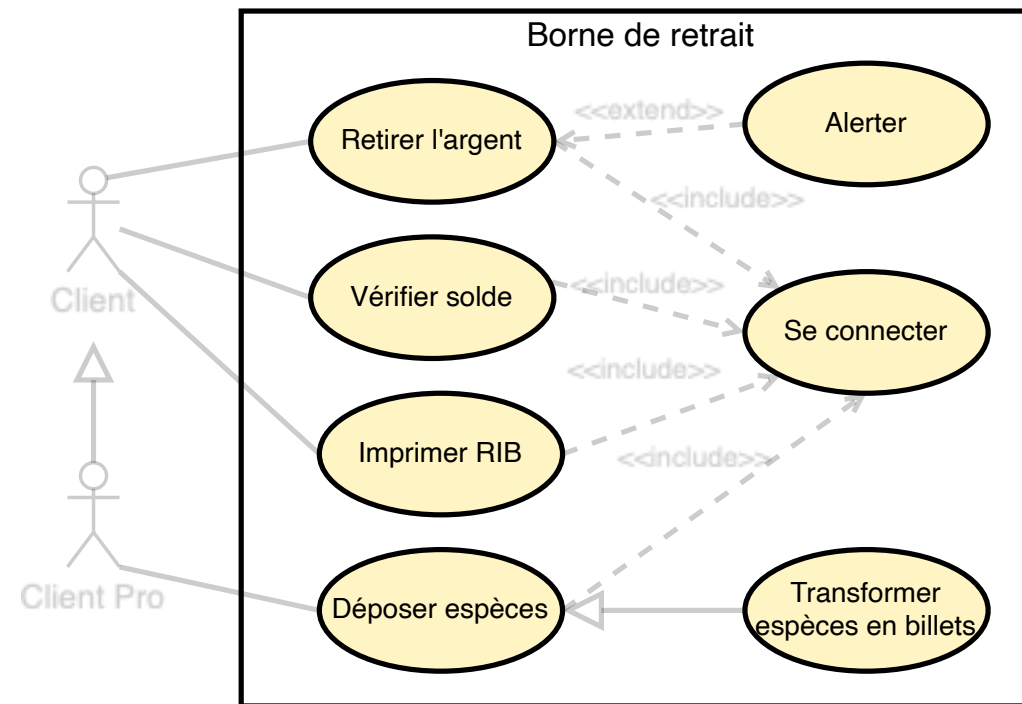 Borne de retrait
Retirer l'argent
<<extend>>
Alerter
<<include>>
Client
Vérifier solde
<<include>>
Se connecter
<<include>>
Imprimer RIB
<<include>>
Client Pro
Déposer espèces
Transformer
espèces en billets